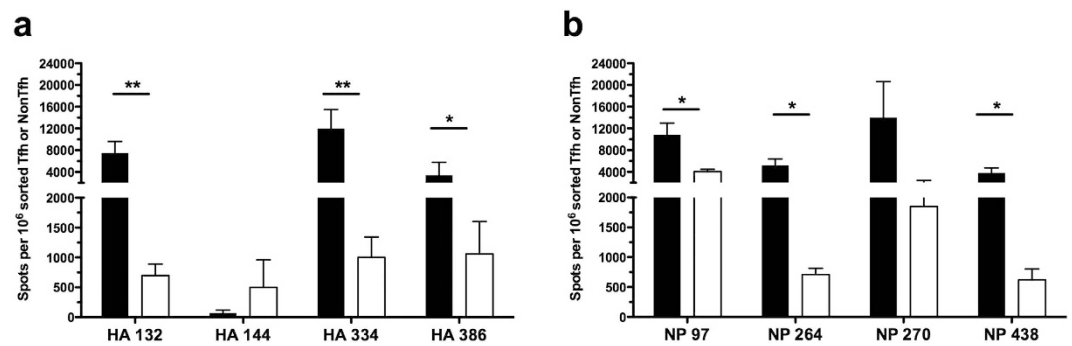 a
b
Spots per 10⁶ sorted Tfh or NonTfh
24000
20000
16000
12000
8000
4000
2000
1500
1000
500
0
**
**
*
HA 132
HA 144
HA 334
HA 386
Spots per 10⁶ sorted Tfh or NonTfh
24000
20000
16000
12000
8000
4000
2000
1500
1000
500
0
*
*
*
NP 97
NP 264
NP 270
NP 438